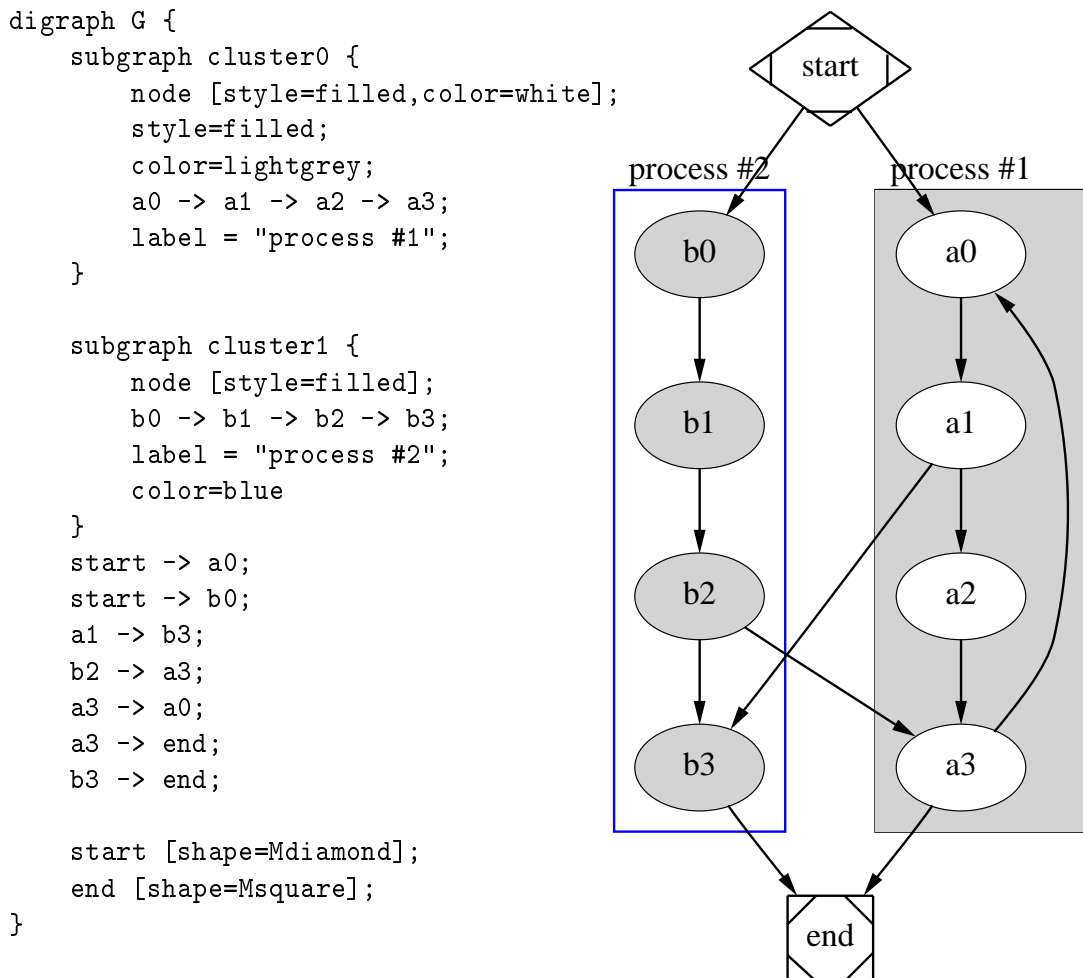 digraph G {
    subgraph cluster0 {
        node [style=filled,color=white];
        style=filled;
        color=lightgrey;
        a0 -> a1 -> a2 -> a3;
        label = "process #1";
    }

    subgraph cluster1 {
        node [style=filled];
        b0 -> b1 -> b2 -> b3;
        label = "process #2";
        color=blue
    }
    start -> a0;
    start -> b0;
    a1 -> b3;
    b2 -> a3;
    a3 -> a0;
    a3 -> end;
    b3 -> end;

    start [shape=Mdiamond];
    end [shape=Msquare];
}
start
process #2
process #1
b0
a0
b1
a1
b2
a2
b3
a3
end